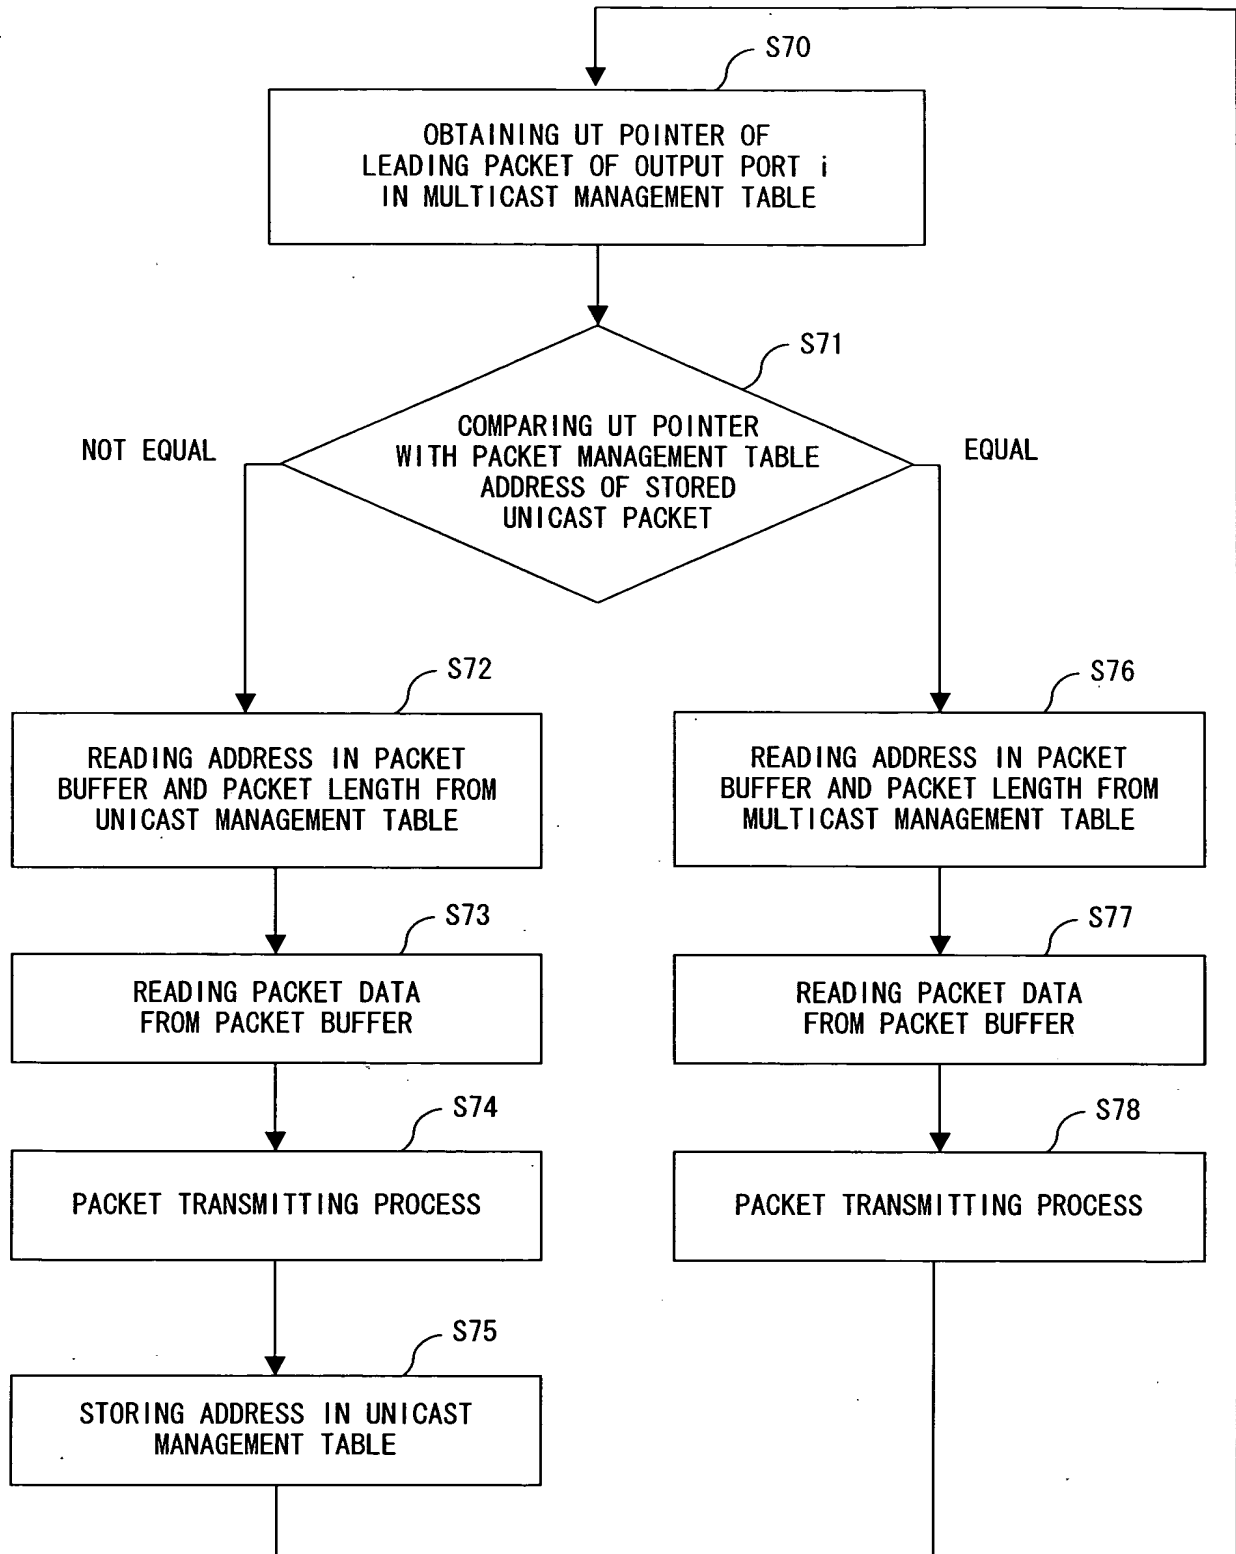 S70
OBTAINING UT POINTER OF
LEADING PACKET OF OUTPUT PORT i
IN MULTICAST MANAGEMENT TABLE
S71
COMPARING UT POINTER
WITH PACKET MANAGEMENT TABLE
ADDRESS OF STORED
UNICAST PACKET
NOT EQUAL
EQUAL
S72
READING ADDRESS IN PACKET
BUFFER AND PACKET LENGTH FROM
UNICAST MANAGEMENT TABLE
S73
READING PACKET DATA
FROM PACKET BUFFER
S74
PACKET TRANSMITTING PROCESS
S75
STORING ADDRESS IN UNICAST
MANAGEMENT TABLE
S76
READING ADDRESS IN PACKET
BUFFER AND PACKET LENGTH FROM
MULTICAST MANAGEMENT TABLE
S77
READING PACKET DATA
FROM PACKET BUFFER
S78
PACKET TRANSMITTING PROCESS